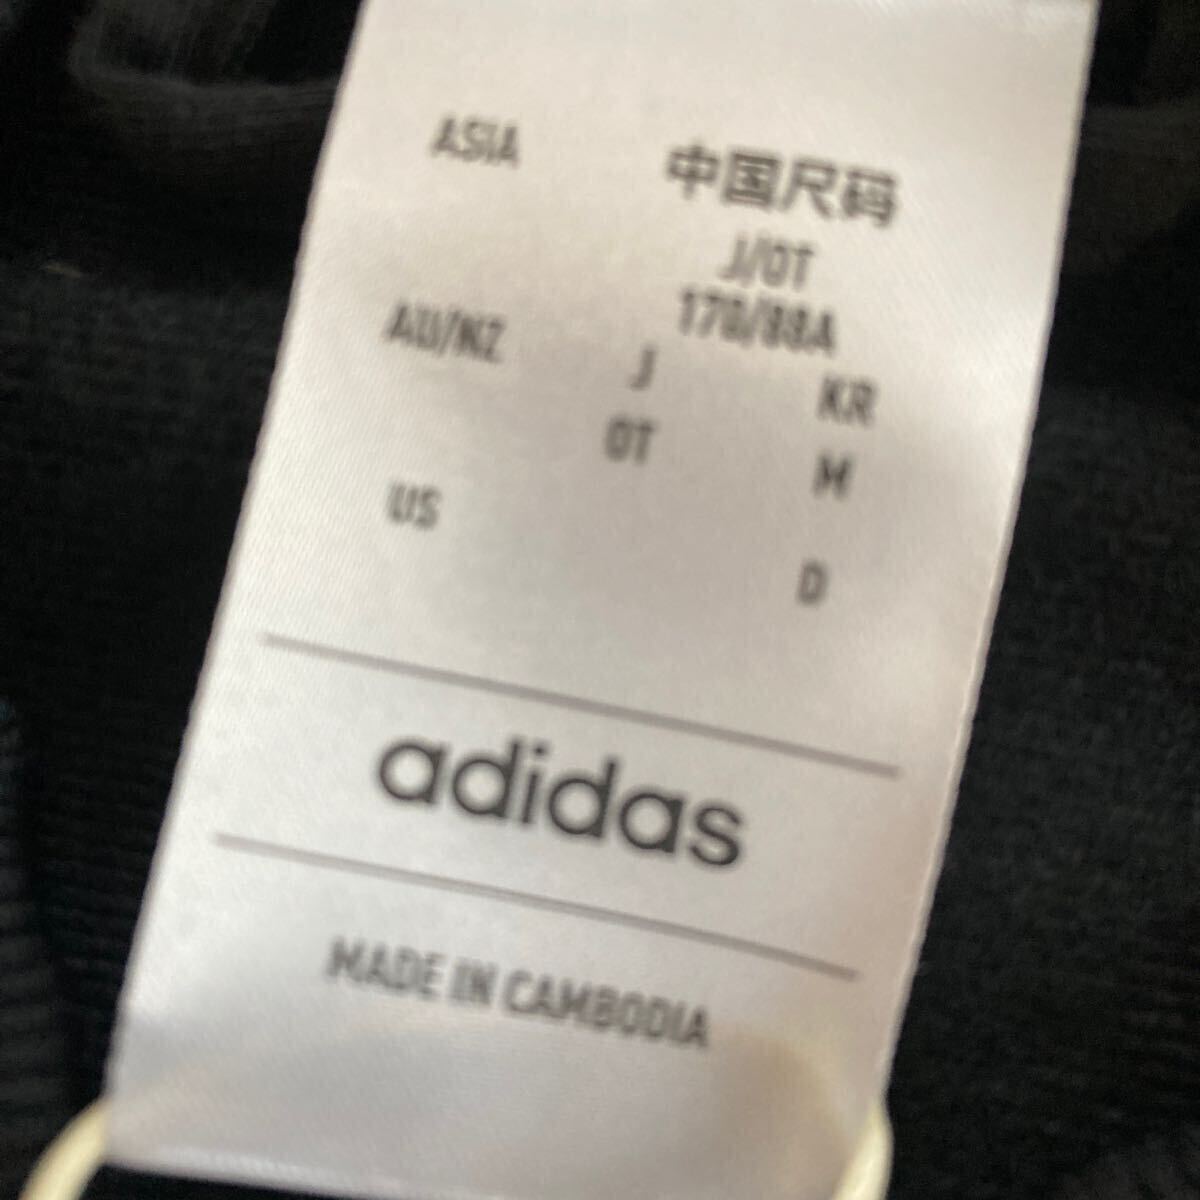 ASIA 中国尺码
J/OT
170/88A
AU/NZ J KR
OT M
US
D
adidas
MADE IN CAMBODIA